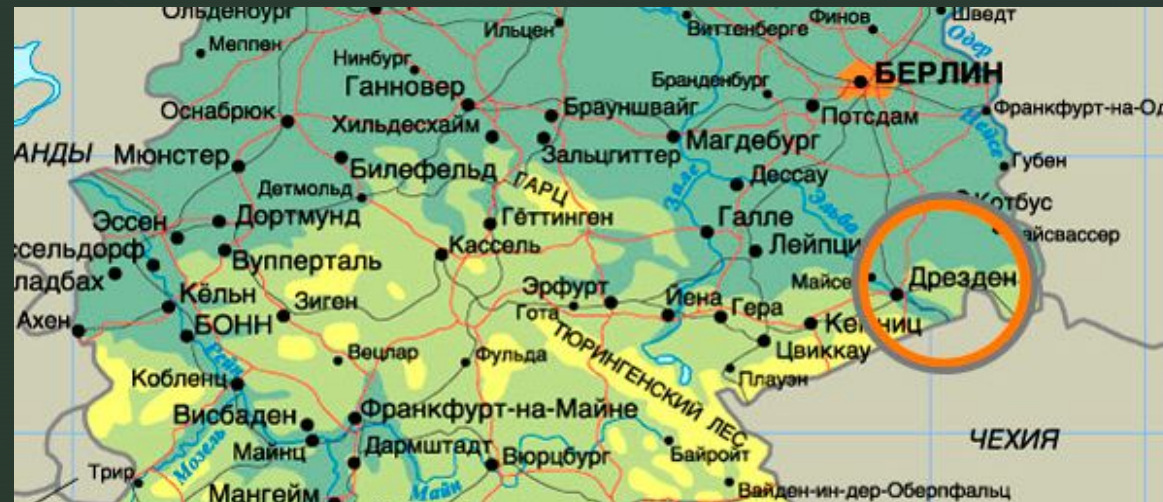 Ольденбург
Ильцен
Виттенберге
Финов
Шведт
Одер
Меппен
Нинбург
Ганновер
Бранденбург
БЕРЛИН
Оснабрюк
Хильдесхайм
Брауншвайг
Потсдам
Франкфурт-на-Од
Нейсе
АНДЫ
Мюнстер
Билефельд
Зальцгиттер
Магдебург
Губен
Детмольд
ГАРЦ
Заале
Дессау
Эльба
Котбус
Эссен
Дортмунд
Гёттинген
Галле
айсвассер
ссельдорф
Вупперталь
Кассель
Лейпци
ладбах
Кёльн
Зиген
Эрфурт
Гота
Йена
Гера
Майсе
Дрезден
Ахен
БОНН
Рейн
Вецлар
Фульда
ТЮРИНГЕНСКИЙ ЛЕС
Цвиккау
Плауэн
Кобленц
Висбаден
Франкфурт-на-Майне
ЧЕХИЯ
Майнц
Дармштадт
Вюрцбург
Байройт
Трир
Мозель
Майн
Мангейм
Вайден-ин-дер-Оберпфальц